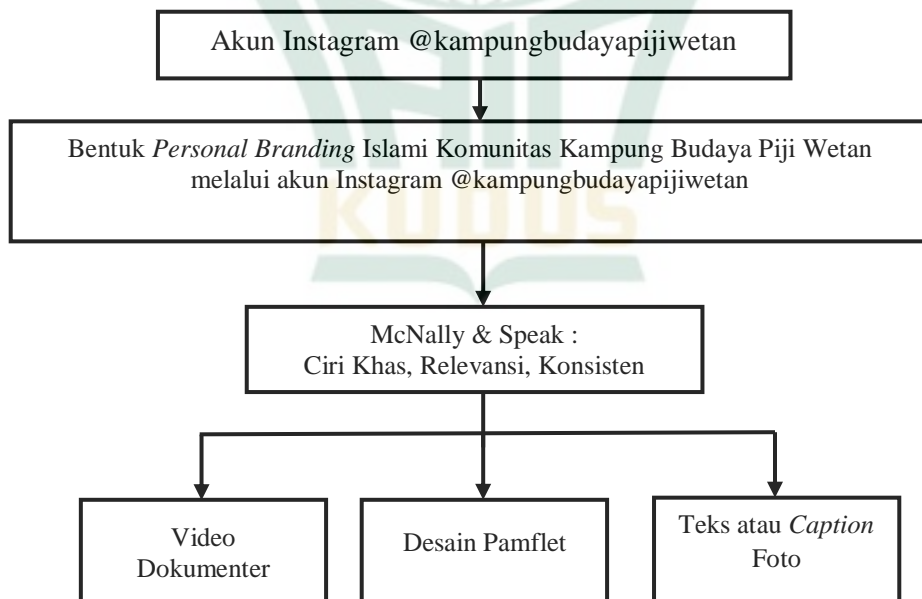 Akun Instagram @kampungbudayapijiwetan
Bentuk Personal Branding Islami Komunitas Kampung Budaya Piji Wetan
melalui akun Instagram @kampungbudayapijiwetan
KUDUS
McNally & Speak :
Ciri Khas, Relevansi, Konsisten
Video
Dokumenter
Desain Pamflet
Teks atau Caption
Foto